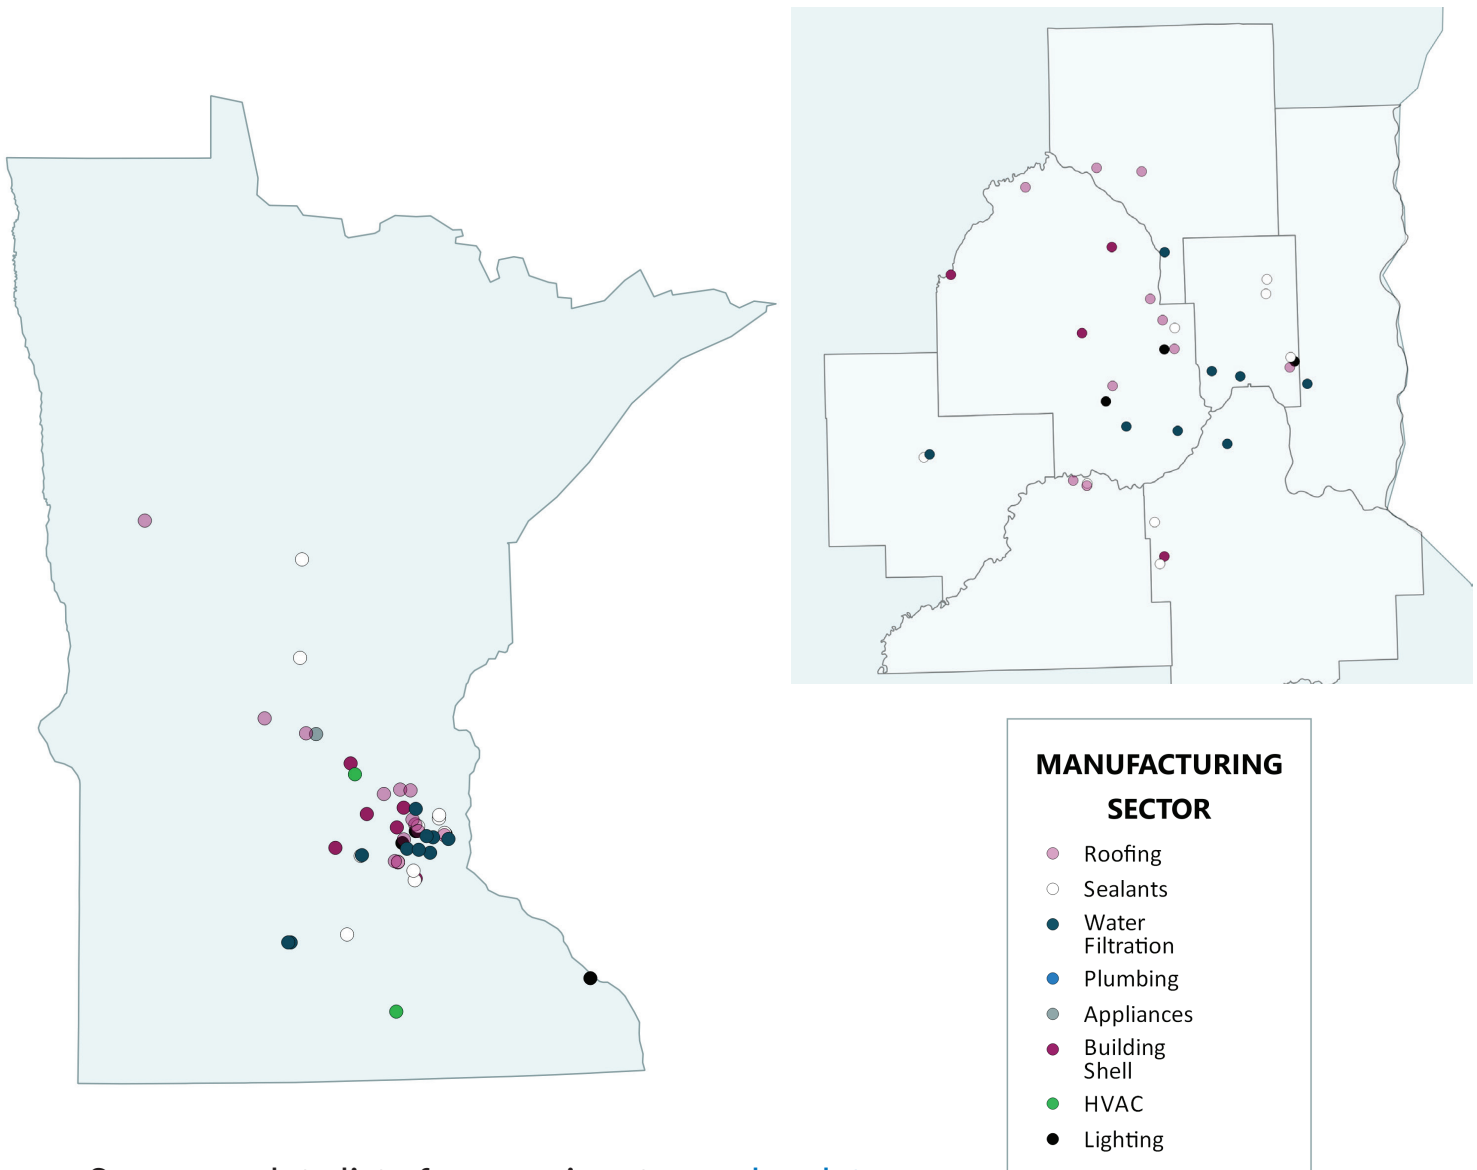 MANUFACTURING
SECTOR
Roofing
Sealants
Water
Filtration
Plumbing
Appliances
Building
Shell
HVAC
Lighting